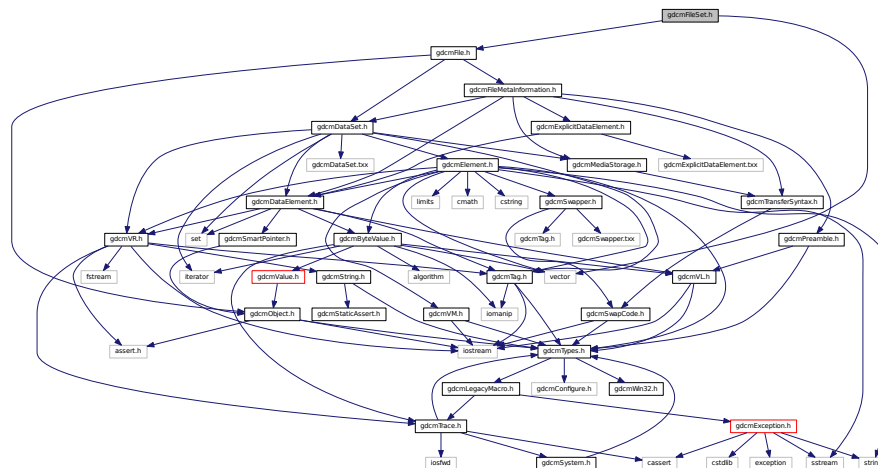 gdcmFileSet.h
gdcmFile.h
gdcmFileMetaInformation.h
gdcmDataSet.h
gdcmExplicitDataElement.h
gdcmDataSet.txx
gdcmElement.h
gdcmMediaStorage.h
gdcmExplicitDataElement.txx
gdcmDataElement.h
limits
cmath
cstring
gdcmSwapper.h
gdcmTransferSyntax.h
gdcmVR.h
set
gdcmSmartPointer.h
gdcmByteValue.h
gdcmTag.h
gdcmSwapper.txx
gdcmPreamble.h
fstream
iterator
gdcmValue.h
gdcmString.h
algorithm
gdcmTag.h
vector
gdcmVL.h
gdcmObject.h
gdcmStaticAssert.h
gdcmVM.h
iomanip
gdcmSwapCode.h
assert.h
iostream
gdcmTypes.h
gdcmLegacyMacro.h
gdcmConfigure.h
gdcmWin32.h
gdcmTrace.h
gdcmException.h
iosfwd
gdcmSystem.h
cassert
cstdlib
exception
sstream